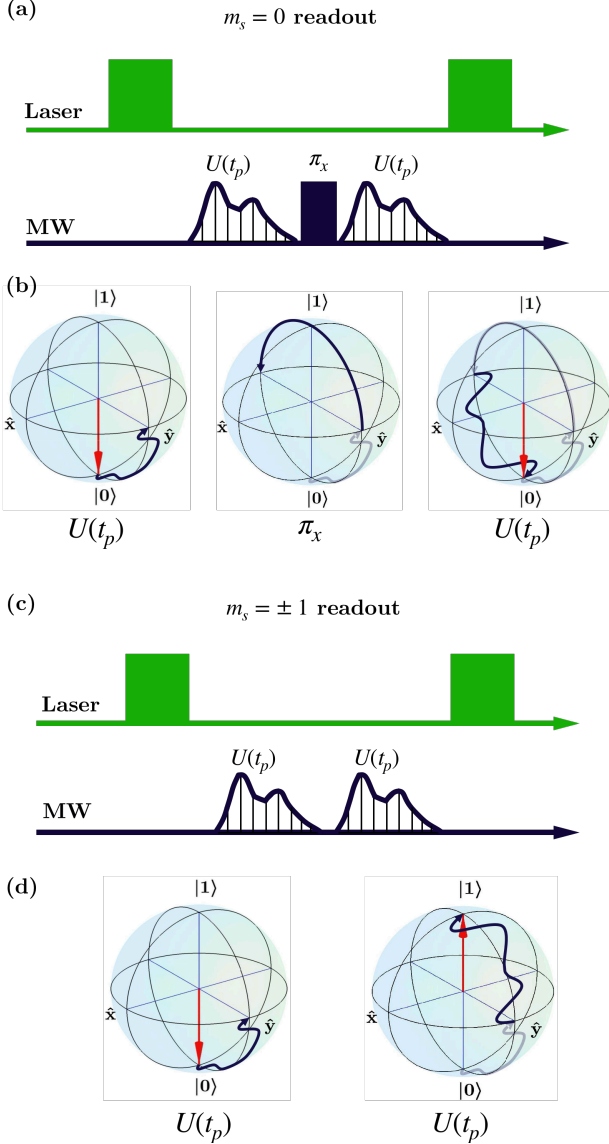 (a)
m_s = 0 readout
Laser
U(t_p) π_x U(t_p)
MW
(b)
|1⟩ |1⟩ |1⟩
x̂ ŷ x̂ ŷ x̂ ŷ
|0⟩ |0⟩ |0⟩
U(t_p) π_x U(t_p)
(c)
m_s = ± 1 readout
Laser
U(t_p) U(t_p)
MW
(d)
|1⟩ |1⟩
x̂ ŷ x̂ ŷ
|0⟩ |0⟩
U(t_p) U(t_p)